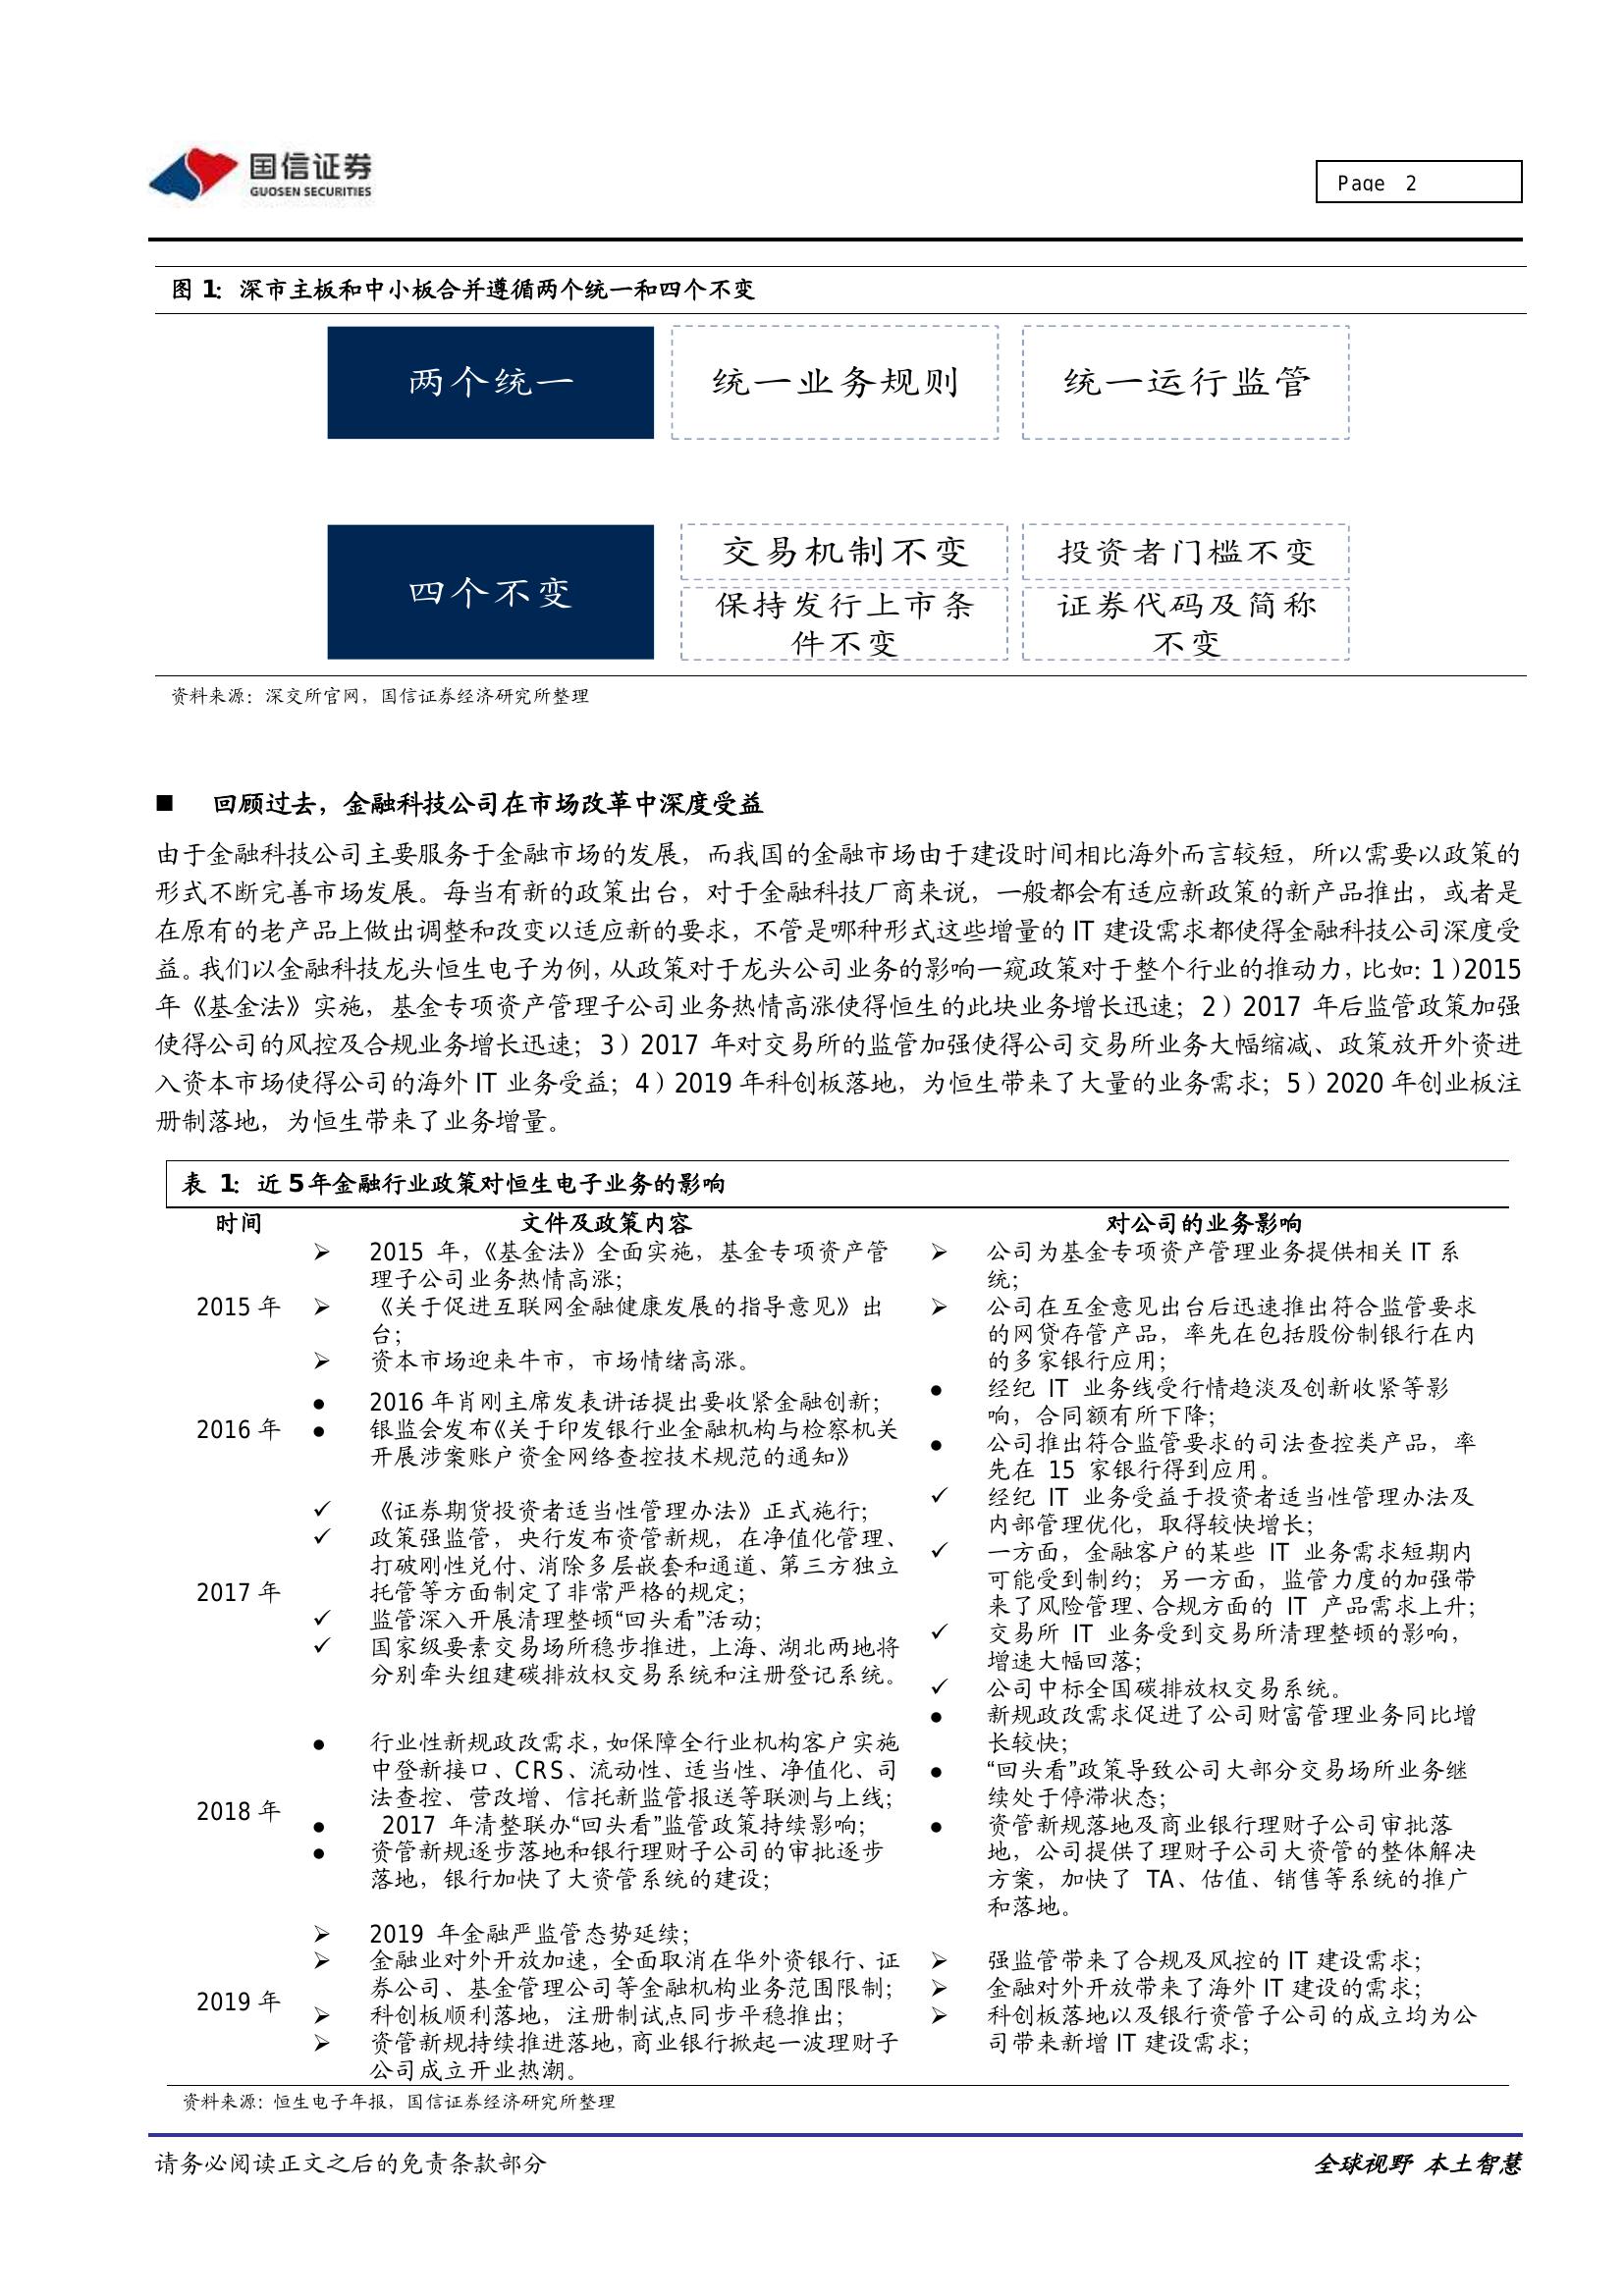 国信证券
GUOSEN SECURITIES
Page 2
图 1：深市主板和中小板合并遵循两个统一和四个不变
两个统一
统一业务规则
统一运行监管
四个不变
交易机制不变
投资者门槛不变
保持发行上市条
件不变
证券代码及简称
不变
资料来源：深交所官网，国信证券经济研究所整理
■ 回顾过去，金融科技公司在市场改革中深度受益
由于金融科技公司主要服务于金融市场的发展，而我国的金融市场由于建设时间相比海外而言较短，所以需要以政策的
形式不断完善市场发展。每当有新的政策出台，对于金融科技厂商来说，一般都会有适应新政策的新产品推出，或者是
在原有的老产品上做出调整和改变以适应新的要求，不管是哪种形式这些增量的 IT 建设需求都使得金融科技公司深度受
益。我们以金融科技龙头恒生电子为例，从政策对于龙头公司业务的影响一窥政策对于整个行业的推动力，比如：1）2015
年《基金法》实施，基金专项资产管理子公司业务热情高涨使得恒生的此块业务增长迅速；2）2017 年后监管政策加强
使得公司的风控及合规业务增长迅速；3）2017 年对交易所的监管加强使得公司交易所业务大幅缩减、政策放开外资进
入资本市场使得公司的海外 IT 业务受益；4）2019 年科创板落地，为恒生带来了大量的业务需求；5）2020 年创业板注
册制落地，为恒生带来了业务增量。
表 1：近 5 年金融行业政策对恒生电子业务的影响
时间 文件及政策内容 对公司的业务影响
2015 年
➢ 2015 年，《基金法》全面实施，基金专项资产管
理子公司业务热情高涨；
➢ 《关于促进互联网金融健康发展的指导意见》出
台；
➢ 资本市场迎来牛市，市场情绪高涨。
➢ 公司为基金专项资产管理业务提供相关 IT 系
统；
➢ 公司在互金意见出台后迅速推出符合监管要求
的网贷存管产品，率先在包括股份制银行在内
的多家银行应用；
2016 年
● 2016 年肖刚主席发表讲话提出要收紧金融创新；
● 银监会发布《关于印发银行业金融机构与检察机关
开展涉案账户资金网络查控技术规范的通知》
● 经纪 IT 业务线受行情趋淡及创新收紧等影
响，合同额有所下降；
● 公司推出符合监管要求的司法查控类产品，率
先在 15 家银行得到应用。
2017 年
✓ 《证券期货投资者适当性管理办法》正式施行；
✓ 政策强监管，央行发布资管新规，在净值化管理、
打破刚性兑付、消除多层嵌套和通道、第三方独立
托管等方面制定了非常严格的规定；
✓ 监管深入开展清理整顿“回头看”活动；
✓ 国家级要素交易场所稳步推进，上海、湖北两地将
分别牵头组建碳排放权交易系统和注册登记系统。
✓ 经纪 IT 业务受益于投资者适当性管理办法及
内部管理优化，取得较快增长；
✓ 一方面，金融客户的某些 IT 业务需求短期内
可能受到制约；另一方面，监管力度的加强带
来了风险管理、合规方面的 IT 产品需求上升；
✓ 交易所 IT 业务受到交易所清理整顿的影响，
增速大幅回落；
✓ 公司中标全国碳排放权交易系统。
2018 年
● 行业性新规政改需求，如保障全行业机构客户实施
中登新接口、CRS、流动性、适当性、净值化、司
法查控、营改增、信托新监管报送等联测与上线；
● 2017 年清整联办“回头看”监管政策持续影响；
● 资管新规逐步落地和银行理财子公司的审批逐步
落地，银行加快了大资管系统的建设；
● 新规政改需求促进了公司财富管理业务同比增
长较快；
● “回头看”政策导致公司大部分交易场所业务继
续处于停滞状态；
● 资管新规落地及商业银行理财子公司审批落
地，公司提供了理财子公司大资管的整体解决
方案，加快了 TA、估值、销售等系统的推广
和落地。
2019 年
➢ 2019 年金融严监管态势延续；
➢ 金融业对外开放加速，全面取消在华外资银行、证
券公司、基金管理公司等金融机构业务范围限制；
➢ 科创板顺利落地，注册制试点同步平稳推出；
➢ 资管新规持续推进落地，商业银行掀起一波理财子
公司成立开业热潮。
➢ 强监管带来了合规及风控的 IT 建设需求；
➢ 金融对外开放带来了海外 IT 建设的需求；
➢ 科创板落地以及银行资管子公司的成立均为公
司带来新增 IT 建设需求；
资料来源：恒生电子年报，国信证券经济研究所整理
请务必阅读正文之后的免责条款部分
全球视野 本土智慧